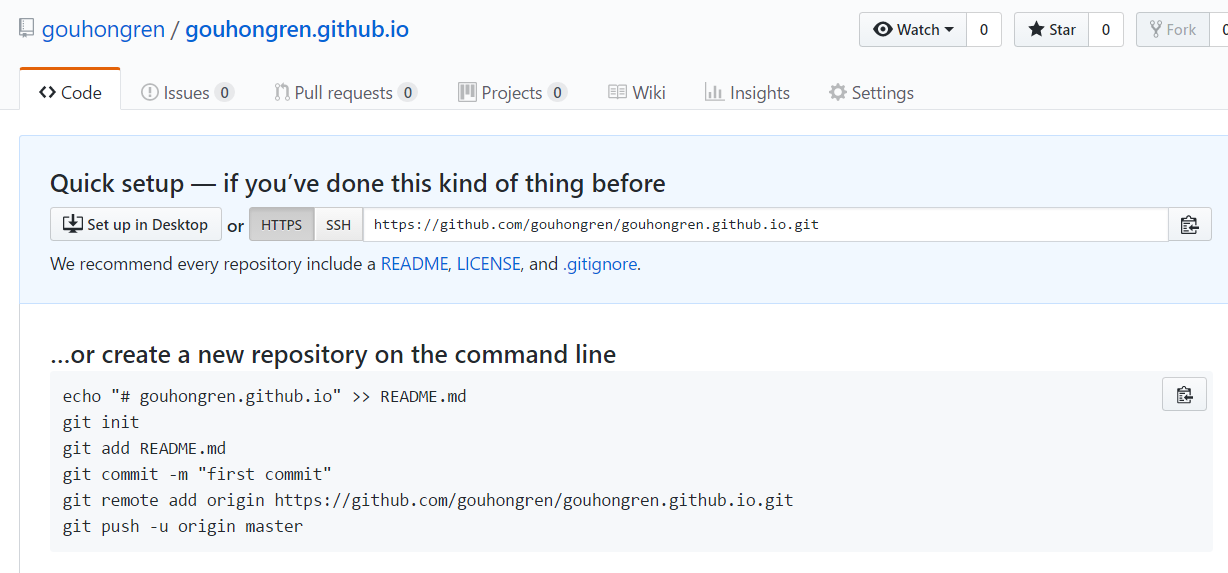 gouhongren / gouhongren.github.io Watch 0 Star 0 Fork
Code Issues 0 Pull requests 0 Projects 0 Wiki Insights Settings
Quick setup — if you’ve done this kind of thing before
Set up in Desktop or HTTPS SSH https://github.com/gouhongren/gouhongren.github.io.git
We recommend every repository include a README, LICENSE, and .gitignore.
…or create a new repository on the command line
echo "# gouhongren.github.io" >> README.md
git init
git add README.md
git commit -m "first commit"
git remote add origin https://github.com/gouhongren/gouhongren.github.io.git
git push -u origin master